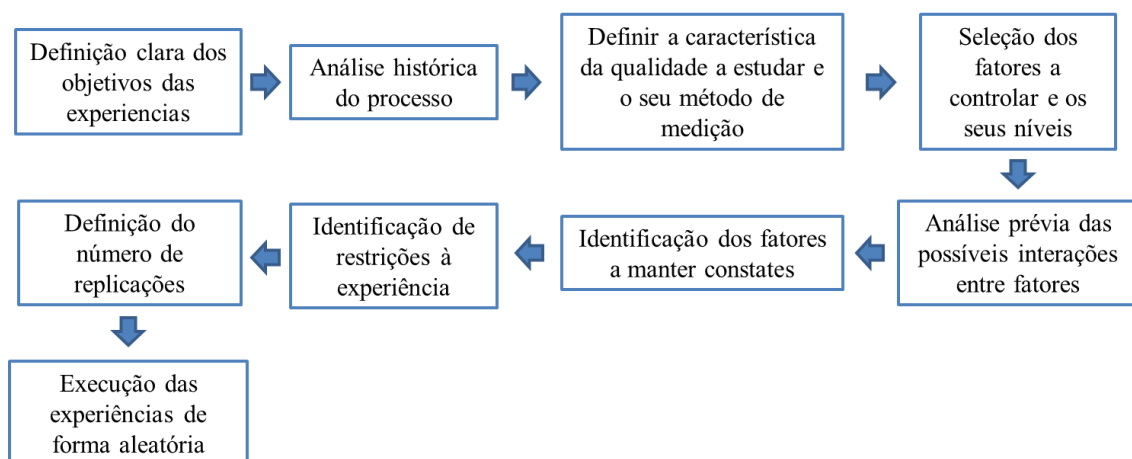 Definição clara dos
objetivos das
experiencias
Análise histórica
do processo
Definir a característica
da qualidade a estudar e
o seu método de
medição
Seleção dos
fatores a
controlar e os
seus níveis
Análise prévia das
possíveis interações
entre fatores
Identificação dos fatores
a manter constates
Identificação de
restrições à
experiência
Definição do
número de
replicações
Execução das
experiências de
forma aleatória